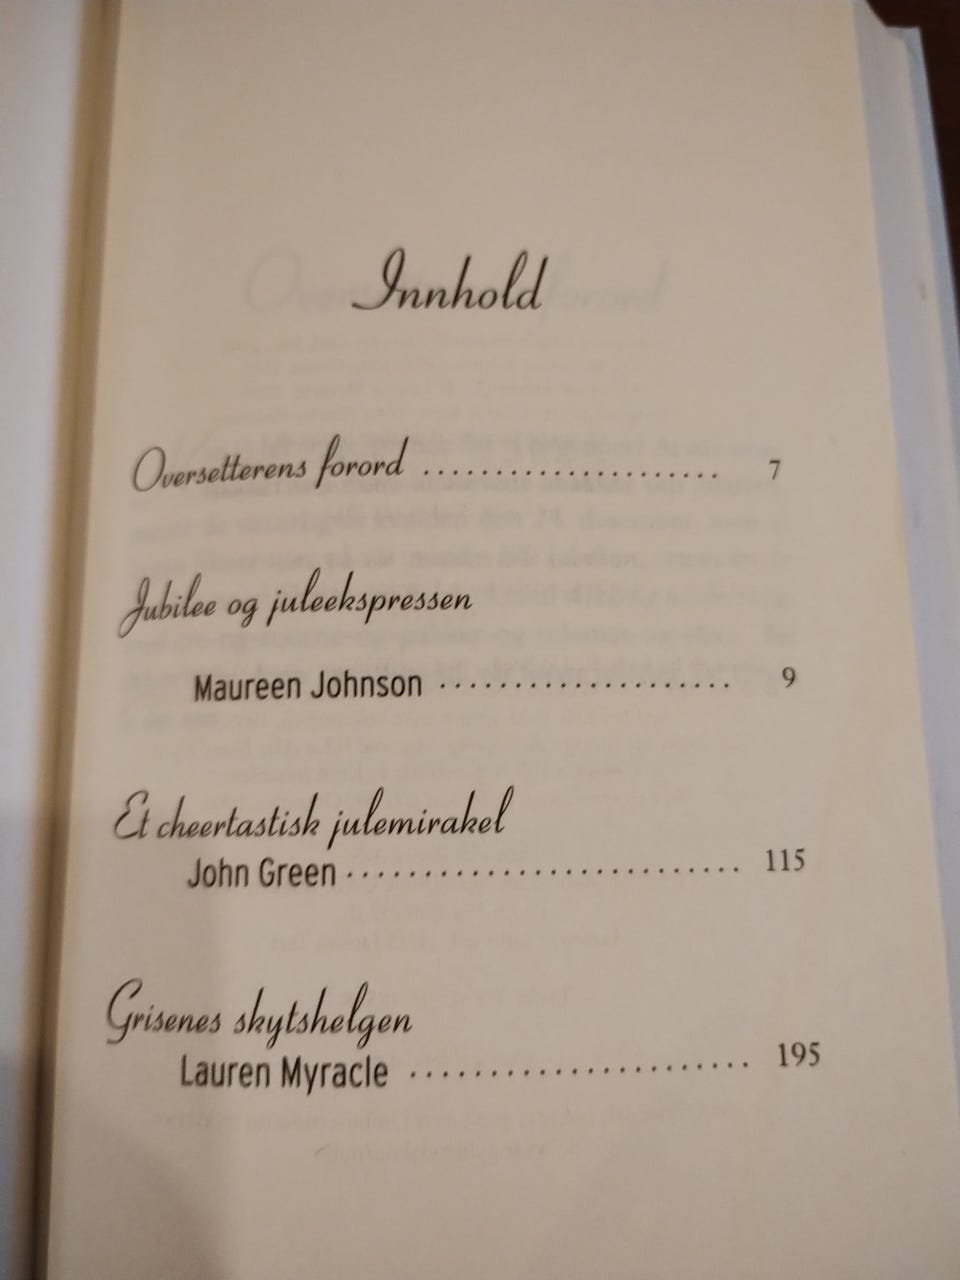 Innhold
Oversetterens forord ..................... 7
Jubilee og juleekspressen
Maureen Johnson .................... 9
Et cheertastisk julemirakel
John Green ........................... 115
Grisenes skytshelgen
Lauren Myracle ....................... 195